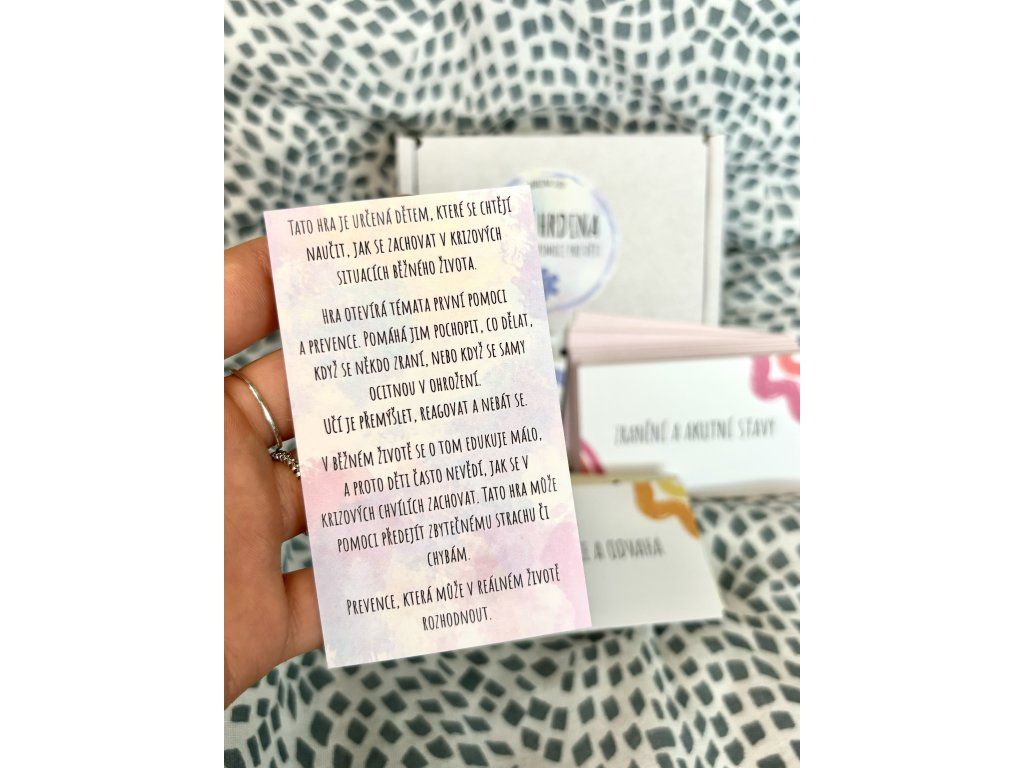 TATO HRA JE URČENÁ DĚTEM, KTERÉ SE CHTĚJÍ
NAUČIT, JAK SE ZACHOVAT V KRIZOVÝCH
SITUACÍCH BĚŽNÉHO ŽIVOTA.
HRA OTEVÍRÁ TÉMATA PRVNÍ POMOCI
A PREVENCE. POMÁHÁ JIM POCHOPIT, CO DĚLAT,
KDYŽ SE NĚKDO ZRANÍ, NEBO KDYŽ SE SAMY
OCITNOU V OHROŽENÍ.
UČÍ JE PŘEMÝŠLET, REAGOVAT A NEBÁT SE.
V BĚŽNÉM ŽIVOTĚ SE O TOM EDUKUJE MÁLO,
A PROTO DĚTI ČASTO NEVĚDÍ, JAK SE V
KRIZOVÝCH CHVÍLÍCH ZACHOVAT. TATO HRA MŮŽE
POMOCI PŘEDEJÍT ZBYTEČNÉMU STRACHU ČI
CHYBÁM.
PREVENCE, KTERÁ MŮŽE V REÁLNÉM ŽIVOTĚ
ROZHODNOUT.
HRDINA
ZRANĚNÍ A AKUTNÍ STAVY
A ODVAHA